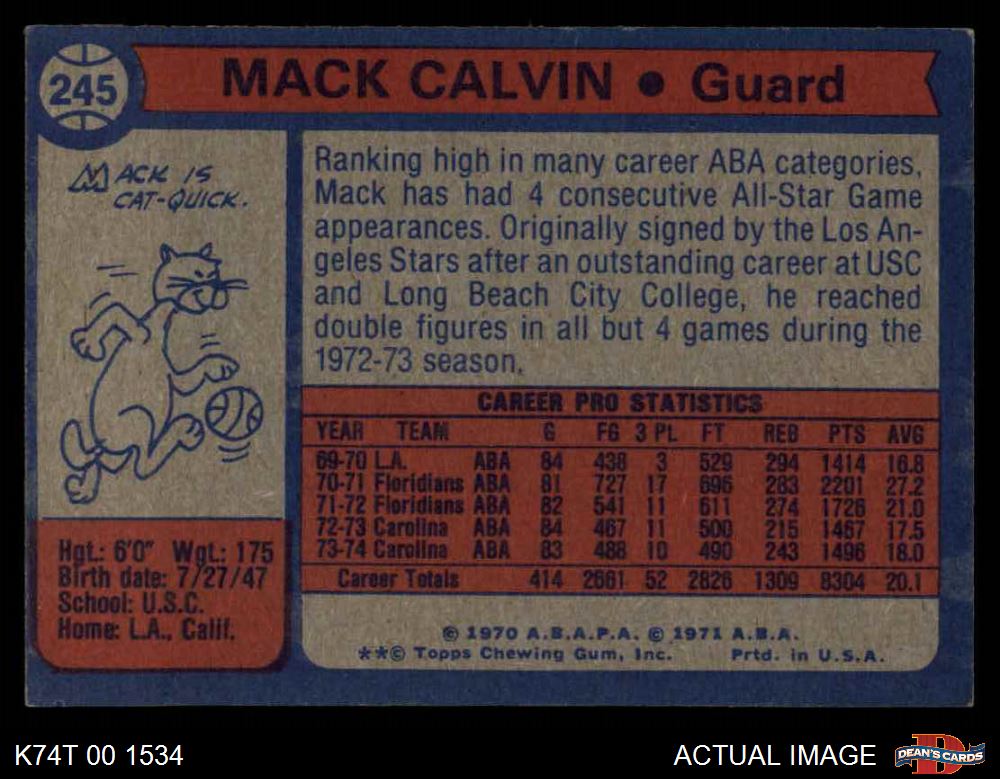 245
MACK CALVIN • Guard
MACK IS
CAT-QUICK.
Ranking high in many career ABA categories,
Mack has had 4 consecutive All-Star Game
appearances. Originally signed by the Los An-
geles Stars after an outstanding career at USC
and Long Beach City College, he reached
double figures in all but 4 games during the
1972-73 season.
CAREER PRO STATISTICS
YEAR TEAM G FG 3 PL FT REB PTS AVG
69-70 L.A. ABA 84 438 3 529 294 1414 16.8
70-71 Floridians ABA 81 727 17 696 283 2201 27.2
71-72 Floridians ABA 82 541 11 611 274 1726 21.0
72-73 Carolina ABA 84 467 11 500 215 1467 17.5
73-74 Carolina ABA 83 488 10 490 243 1496 18.0
Career Totals 414 2661 52 2826 1309 8304 20.1
Hgt.: 6'0" Wgt.: 175
Birth date: 7/27/47
School: U.S.C.
Home: L.A., Calif.
© 1970 A.B.A.P.A. © 1971 A.B.A.
**© Topps Chewing Gum, Inc. Prtd. in U.S.A.
K74T 00 1534
ACTUAL IMAGE
DEAN'S CARDS